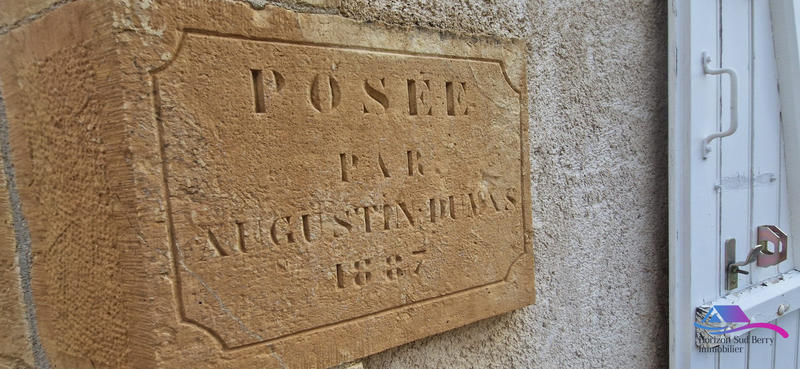 POSÉE
PAR
AUGUSTIN DUMAS
1887
Horizon Sud Berry
Immobilier